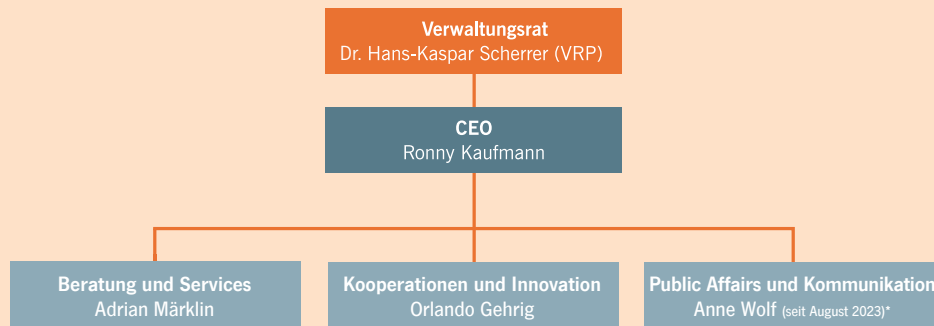 Verwaltungsrat
Dr. Hans-Kaspar Scherrer (VRP)
CEO
Ronny Kaufmann
Beratung und Services
Adrian Märklin
Kooperationen und Innovation
Orlando Gehrig
Public Affairs und Kommunikation
Anne Wolf (seit August 2023)*